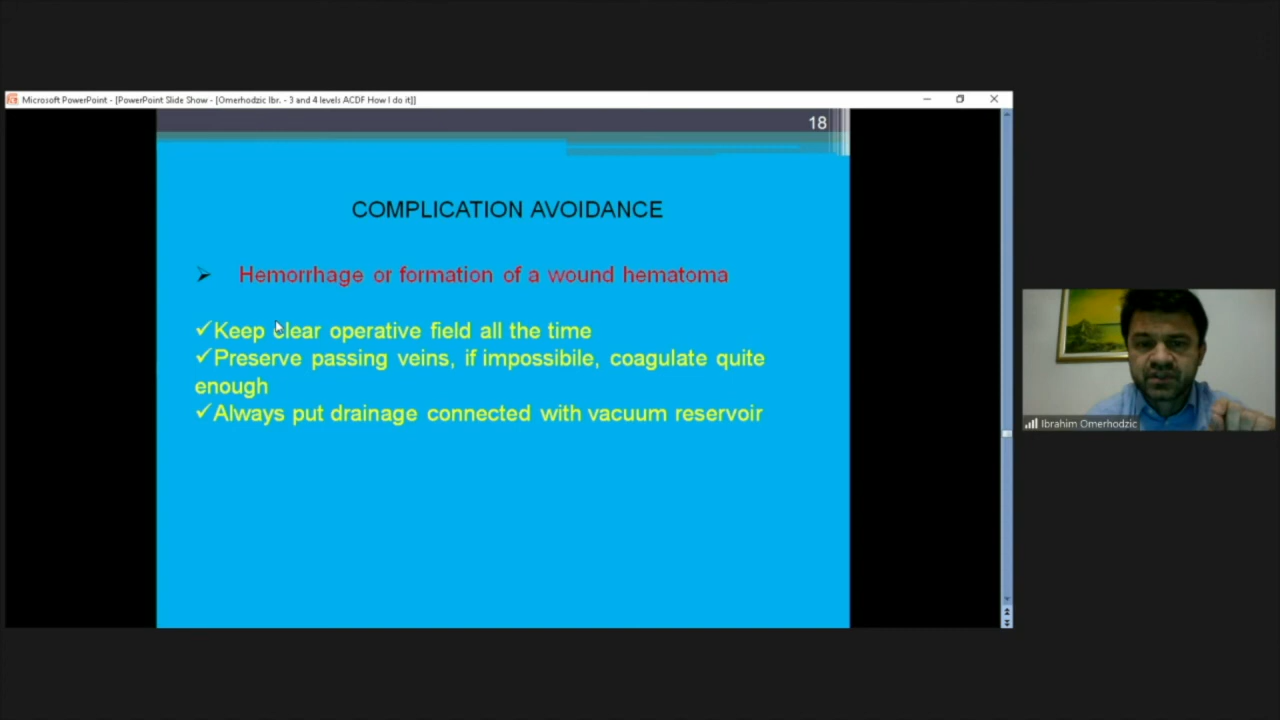 Microsoft PowerPoint - [PowerPoint Slide Show - [Omerhodzic Ibr. - 3 and 4 levels ACDF How I do it]]
18
COMPLICATION AVOIDANCE
➢ Hemorrhage or formation of a wound hematoma
✓Keep clear operative field all the time
✓Preserve passing veins, if impossibile, coagulate quite
enough
✓Always put drainage connected with vacuum reservoir
Ibrahim Omerhodzic